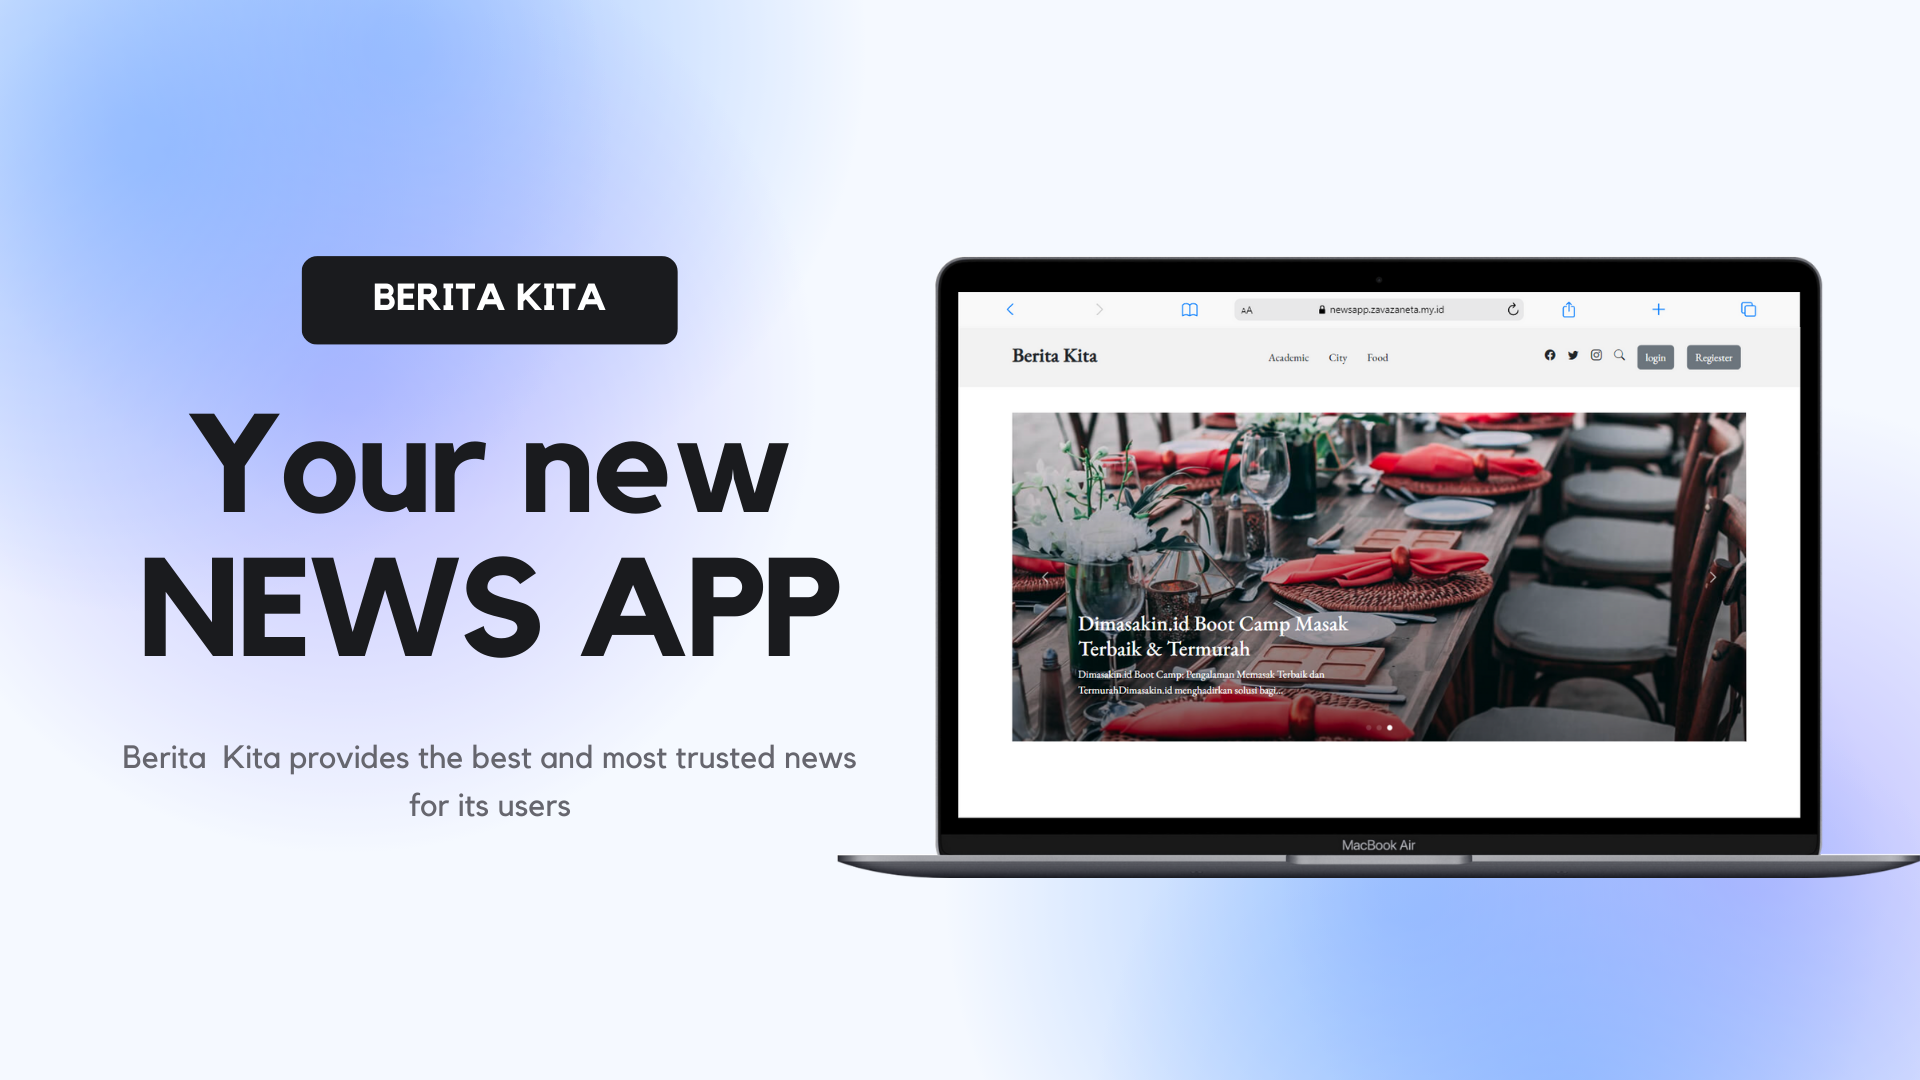 BERITA KITA
Your new
NEWS APP
Berita Kita provides the best and most trusted news
for its users
AA
newsapp.zavazaneta.my.id
Berita Kita
Academic City Food
login Regiester
Dimasakin.id Boot Camp Masak
Terbaik & Termurah
Dimasakin.id Boot Camp: Pengalaman Memasak Terbaik dan
TermurahDimasakin.id menghadirkan solusi bagi...
MacBook Air